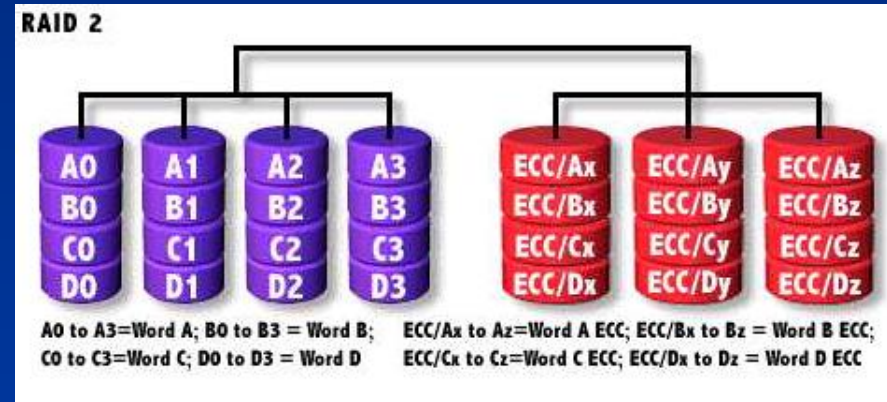 RAID 2
A0 A1 A2 A3 ECC/Ax ECC/Ay ECC/Az
B0 B1 B2 B3 ECC/Bx ECC/By ECC/Bz
C0 C1 C2 C3 ECC/Cx ECC/Cy ECC/Cz
D0 D1 D2 D3 ECC/Dx ECC/Dy ECC/Dz
A0 to A3=Word A; B0 to B3 = Word B;
C0 to C3=Word C; D0 to D3 = Word D
ECC/Ax to Az=Word A ECC; ECC/Bx to Bz = Word B ECC;
ECC/Cx to Cz=Word C ECC; ECC/Dx to Dz = Word D ECC